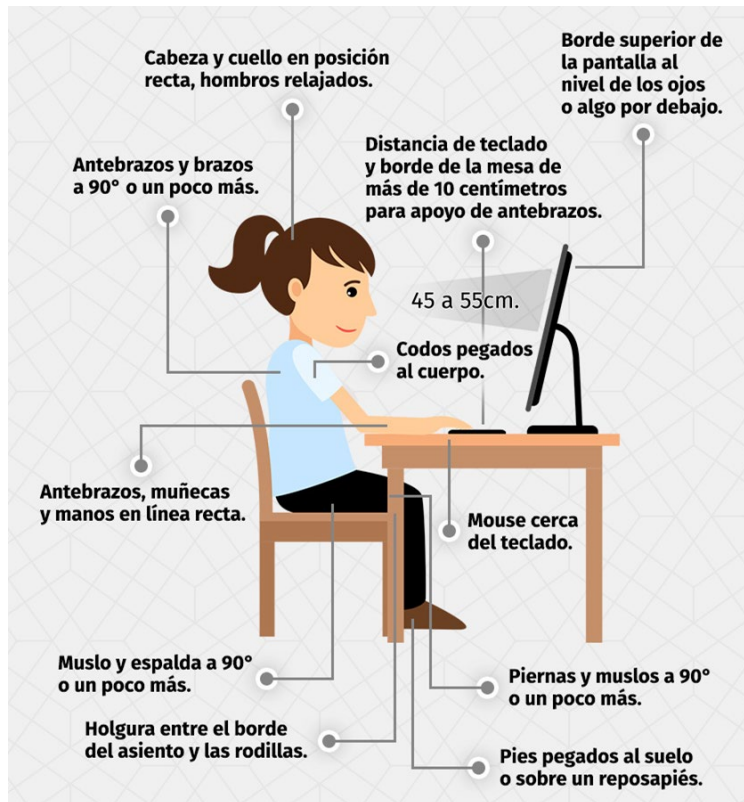 Cabeza y cuello en posición
recta, hombros relajados.
Borde superior de
la pantalla al
nivel de los ojos
o algo por debajo.
Antebrazos y brazos
a 90° o un poco más.
Distancia de teclado
y borde de la mesa de
más de 10 centímetros
para apoyo de antebrazos.
45 a 55cm.
Codos pegados
al cuerpo.
Antebrazos, muñecas
y manos en línea recta.
Mouse cerca
del teclado.
Muslo y espalda a 90°
o un poco más.
Piernas y muslos a 90°
o un poco más.
Holgura entre el borde
del asiento y las rodillas.
Pies pegados al suelo
o sobre un reposapiés.